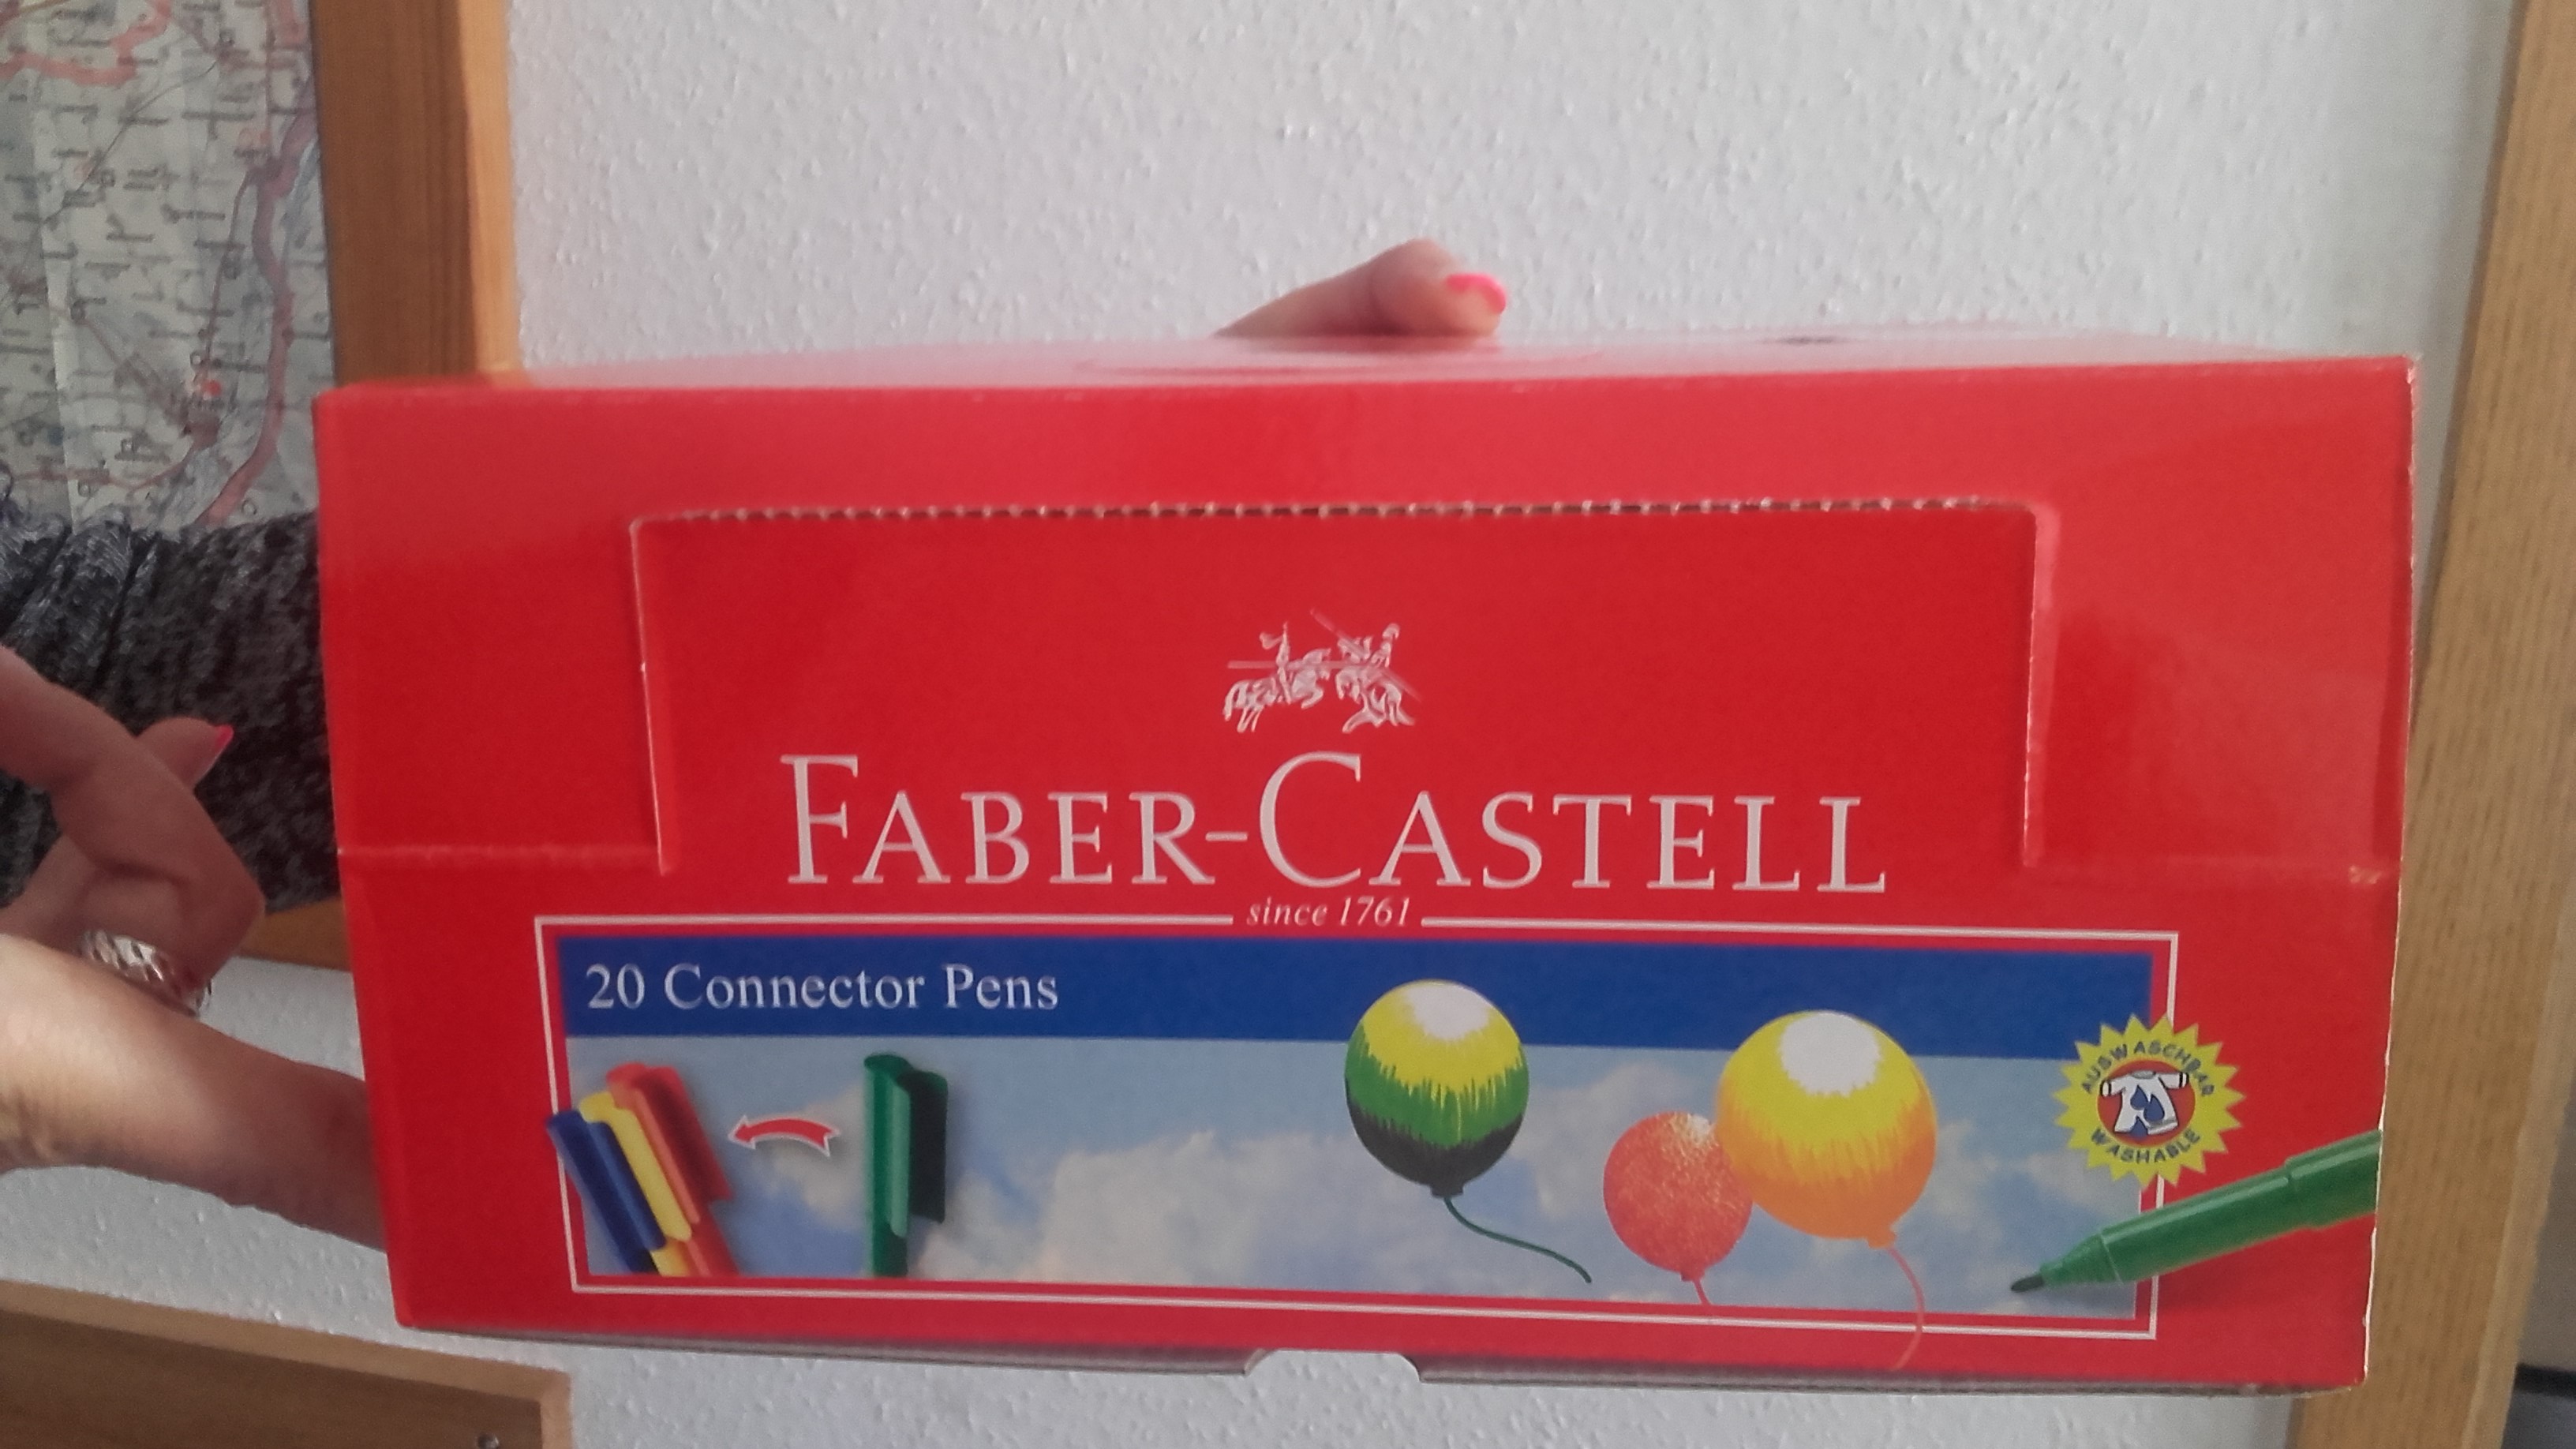 FABER-CASTELL
since 1761
20 Connector Pens
AUSWASCHBAR
WASHABLE